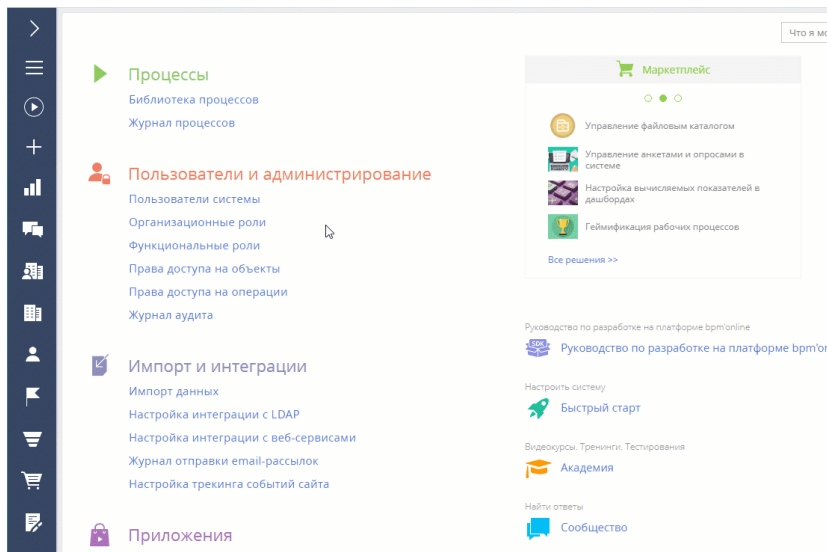 Что я мо
Процессы
Библиотека процессов
Журнал процессов
Пользователи и администрирование
Пользователи системы
Организационные роли
Функциональные роли
Права доступа на объекты
Права доступа на операции
Журнал аудита
Импорт и интеграции
Импорт данных
Настройка интеграции с LDAP
Настройка интеграции с веб-сервисами
Журнал отправки email-рассылок
Настройка трекинга событий сайта
Приложения
Маркетплейс
Управление файловым каталогом
Управление анкетами и опросами в
системе
Настройка вычисляемых показателей в
дашбордах
Геймификация рабочих процессов
Все решения >>
Руководство по разработке на платформе bpm'online
SDK
Руководство по разработке на платформе bpm'on
Настроить систему
Быстрый старт
Видеокурсы. Тренинги. Тестирования
Академия
Найти ответы
Сообщество